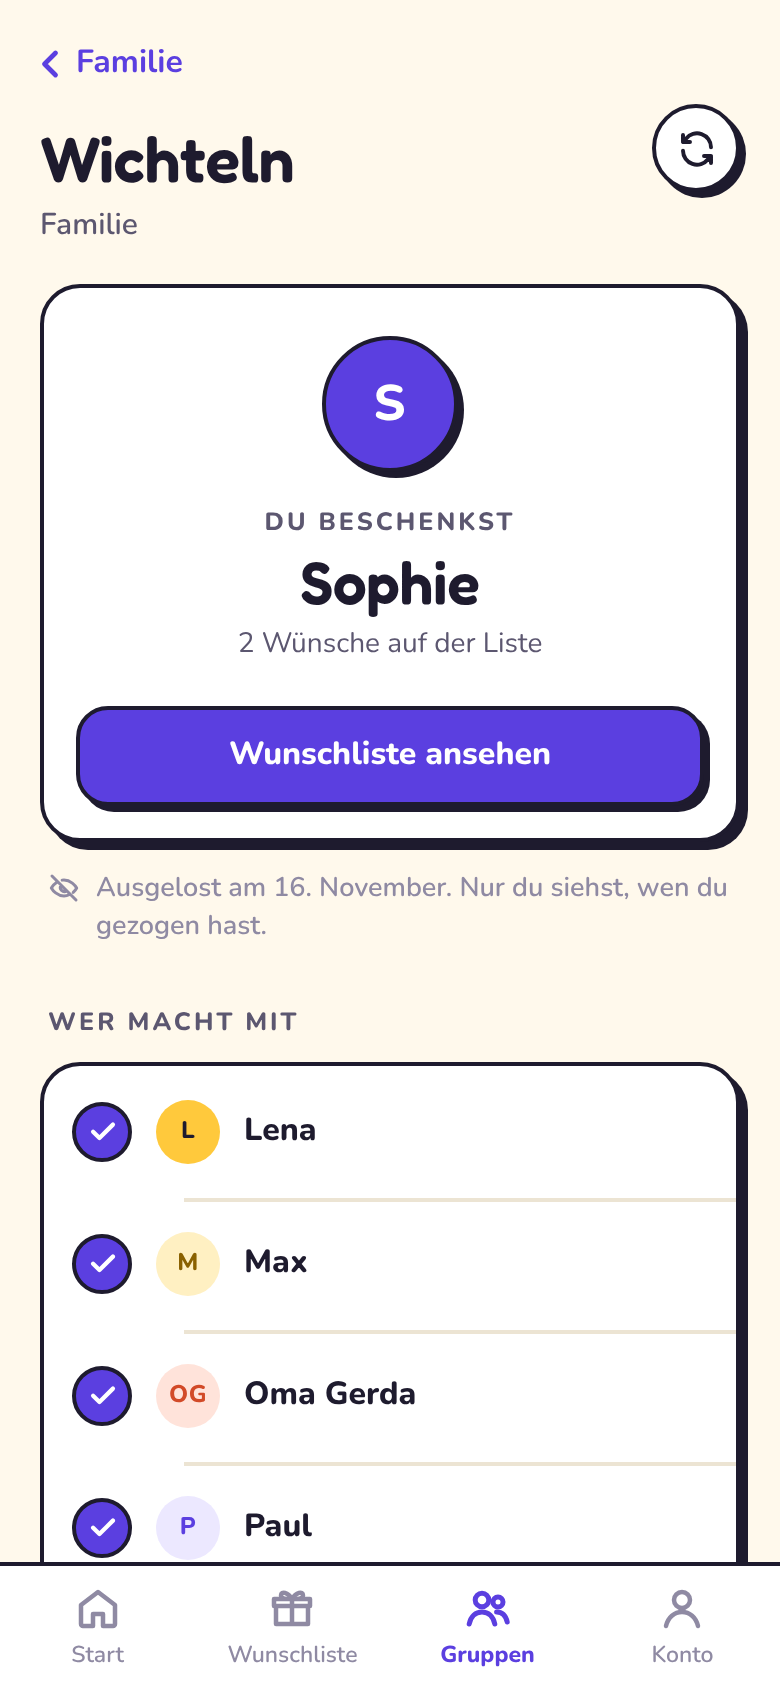 Familie
Wichteln
Familie
S
DU BESCHENKST
Sophie
2 Wünsche auf der Liste
Wunschliste ansehen
Ausgelost am 16. November. Nur du siehst, wen du
gezogen hast.
WER MACHT MIT
L Lena
M Max
OG Oma Gerda
P Paul
Start Wunschliste Gruppen Konto